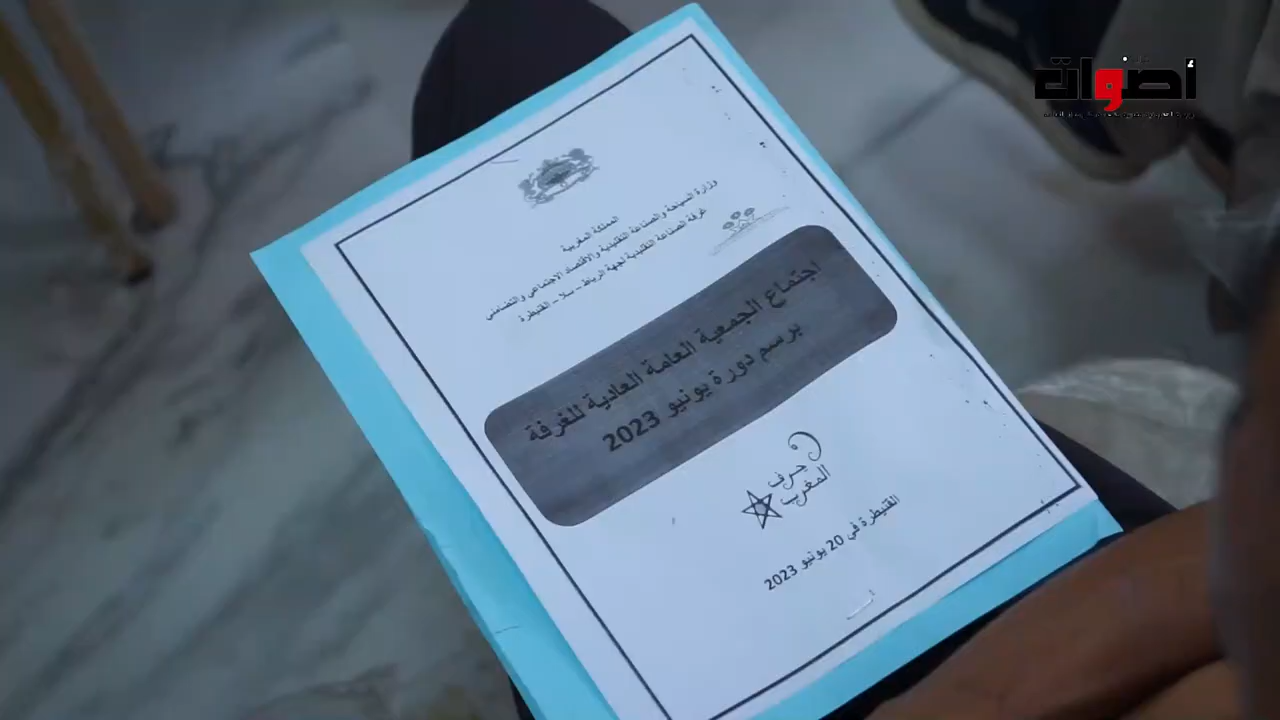 أصوات
المملكة المغربية
وزارة السياحة والصناعة التقليدية والاقتصاد الاجتماعي والتضامني
غرفة الصناعة التقليدية لجهة الرباط - سلا - القنيطرة
اجتماع الجمعية العامة العادية للغرفة
برسم دورة يونيو 2023
حرف
المغرب
القنيطرة في 20 يونيو 2023